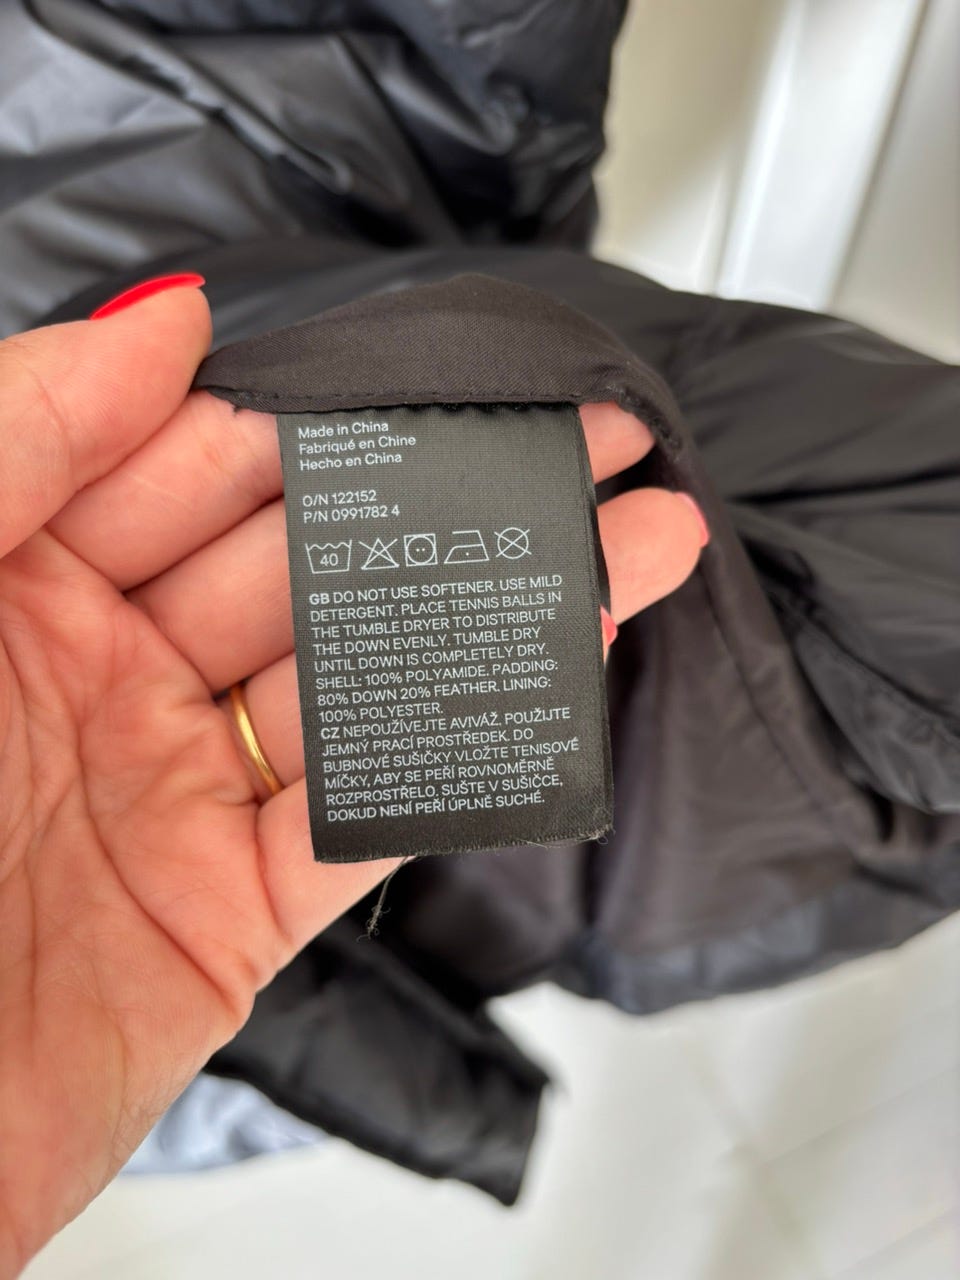 Made in China
Fabriqué en Chine
Hecho en China
O/N 122152
P/N 0991782 4
40
GB DO NOT USE SOFTENER. USE MILD
DETERGENT. PLACE TENNIS BALLS IN
THE TUMBLE DRYER TO DISTRIBUTE
THE DOWN EVENLY. TUMBLE DRY
UNTIL DOWN IS COMPLETELY DRY.
SHELL: 100% POLYAMIDE. PADDING:
80% DOWN 20% FEATHER. LINING:
100% POLYESTER.
CZ NEPOUŽÍVEJTE AVIVÁŽ. POUŽIJTE
JEMNÝ PRACÍ PROSTŘEDEK. DO
BUBNOVÉ SUŠIČKY VLOŽTE TENISOVÉ
MÍČKY, ABY SE PEŘÍ ROVNOMĚRNĚ
ROZPROSTŘELO. SUŠTE V SUŠIČCE,
DOKUD NENÍ PEŘÍ ÚPLNĚ SUCHÉ.